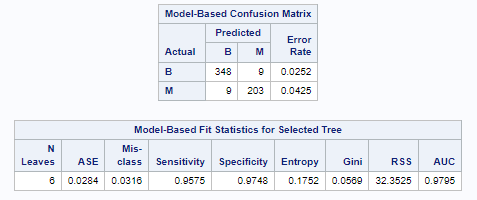 Model-Based Confusion Matrix
Predicted
Error
Actual B M Rate
B 348 9 0.0252
M 9 203 0.0425
Model-Based Fit Statistics for Selected Tree
N Mis-
Leaves ASE class Sensitivity Specificity Entropy Gini RSS AUC
6 0.0284 0.0316 0.9575 0.9748 0.1752 0.0569 32.3525 0.9795